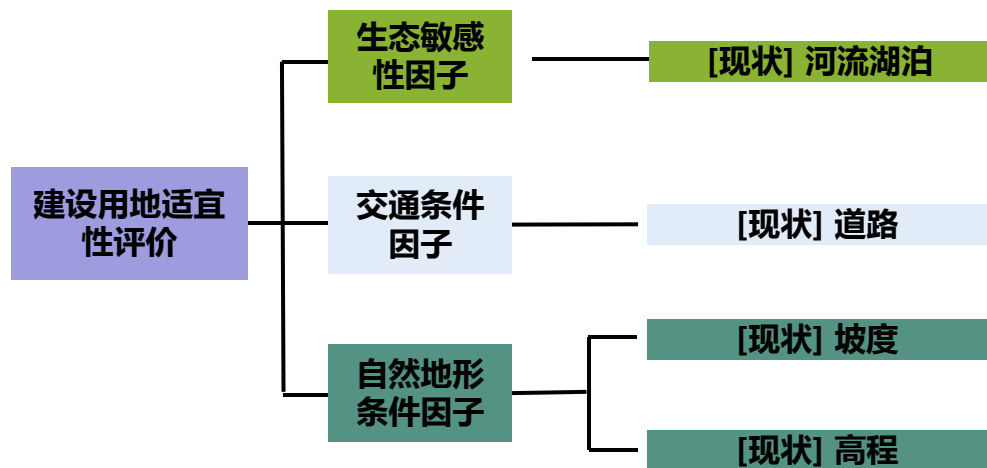 生态敏感
性因子
[现状] 河流湖泊
建设用地适宜
性评价
交通条件
因子
[现状] 道路
自然地形
条件因子
[现状] 坡度
[现状] 高程